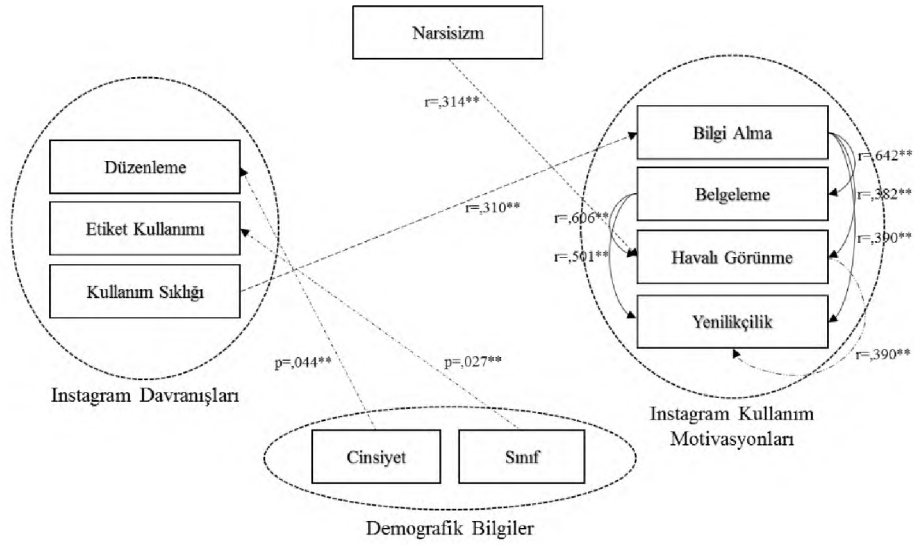 Narsisizm
r=,314**
Bilgi Alma
r=,642**
Düzenleme
Belgeleme
r=,382**
r=,310**
r=,606**
Etiket Kullanımı
r=,390**
r=,501**
Havalı Görünme
Kullanım Sıklığı
Yenilikçilik
p=,044**
p=,027**
r=,390**
Instagram Davranışları
Instagram Kullanım
Motivasyonları
Cinsiyet
Sınıf
Demografik Bilgiler